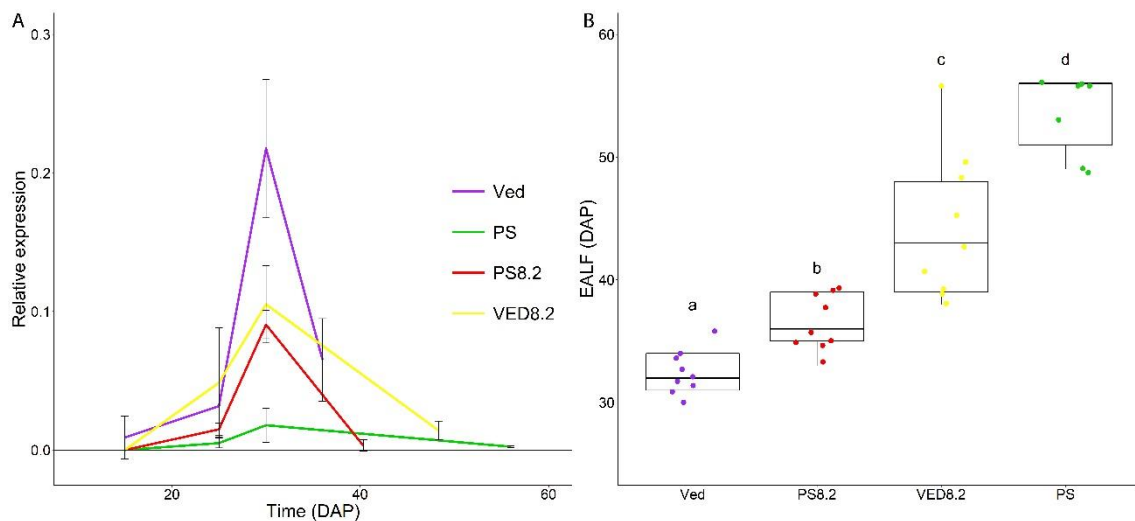 A
0.3
0.2
0.1
0.0
Relative expression
20
40
60
Time (DAP)
Ved
PS
PS8.2
VED8.2
B
60
50
40
30
EALF (DAP)
a
b
c
d
Ved
PS8.2
VED8.2
PS